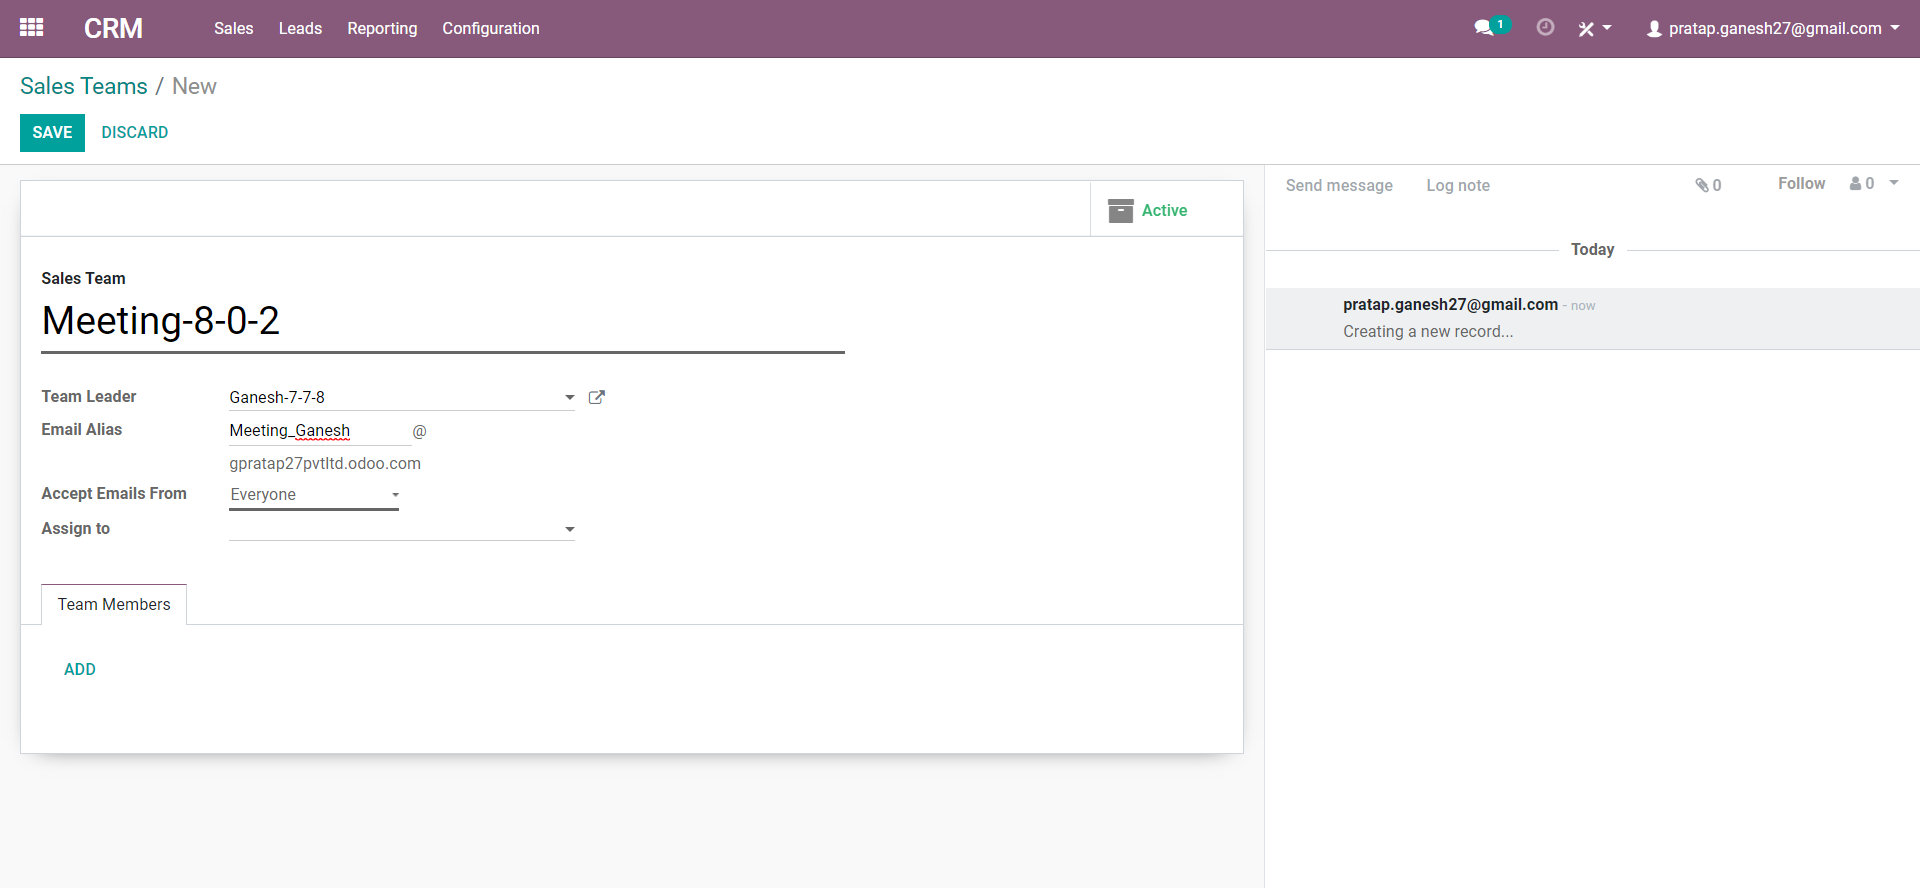 CRM Sales Leads Reporting Configuration 1 pratap.ganesh27@gmail.com
Sales Teams / New
SAVE DISCARD
Send message Log note 0 Follow 0
Active
Today
Sales Team
Meeting-8-0-2
pratap.ganesh27@gmail.com - now
Creating a new record...
Team Leader Ganesh-7-7-8
Email Alias Meeting_Ganesh @
gpratap27pvtltd.odoo.com
Accept Emails From Everyone
Assign to
Team Members
ADD